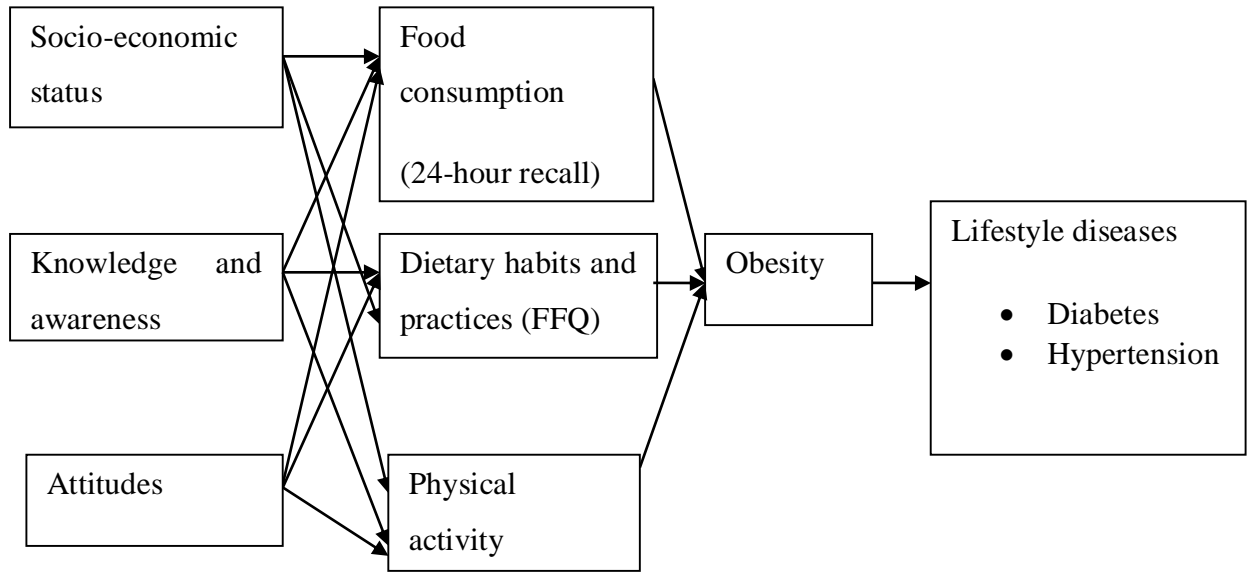 Socio-economic
status
Food
consumption
(24-hour recall)
Knowledge and
awareness
Dietary habits and
practices (FFQ)
Obesity
Lifestyle diseases
• Diabetes
• Hypertension
Attitudes
Physical
activity